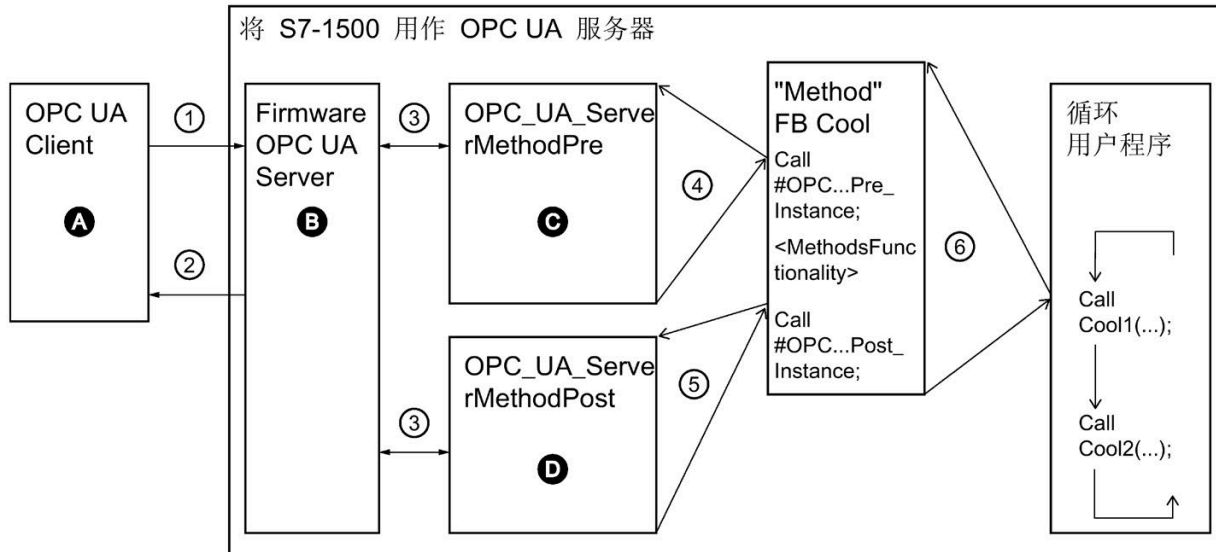 将 S7-1500 用作 OPC UA 服务器
OPC UA
Client
A
①
②
Firmware
OPC UA
Server
B
③
③
OPC_UA_Serve
rMethodPre
C
④
OPC_UA_Serve
rMethodPost
D
⑤
"Method"
FB Cool
Call
#OPC...Pre_
Instance;
<MethodsFunc
tionality>
Call
#OPC...Post_
Instance;
⑥
循环
用户程序
Call
Cool1(...);
Call
Cool2(...);